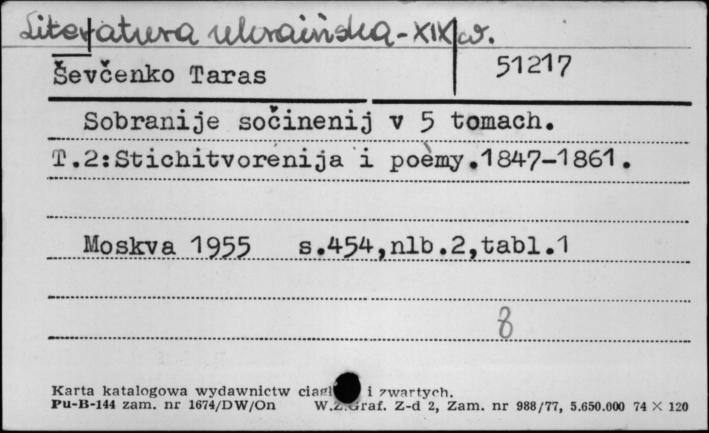 Literatura ukraińska - XIX w.
Ševčenko Taras 51217
Sobranije sočinenij v 5 tomach.
T.2:Stichitvorenija i poèmy.1847-1861.
Moskva 1955 s.454,nlb.2,tabl.1
8
Karta katalogowa wydawnictw i zwartych.
Pu-B-144 zam. nr 1674/DW/On W.Z.Graf. Z-d 2, Zam. nr 988/77, 5.650.000 74 × 120